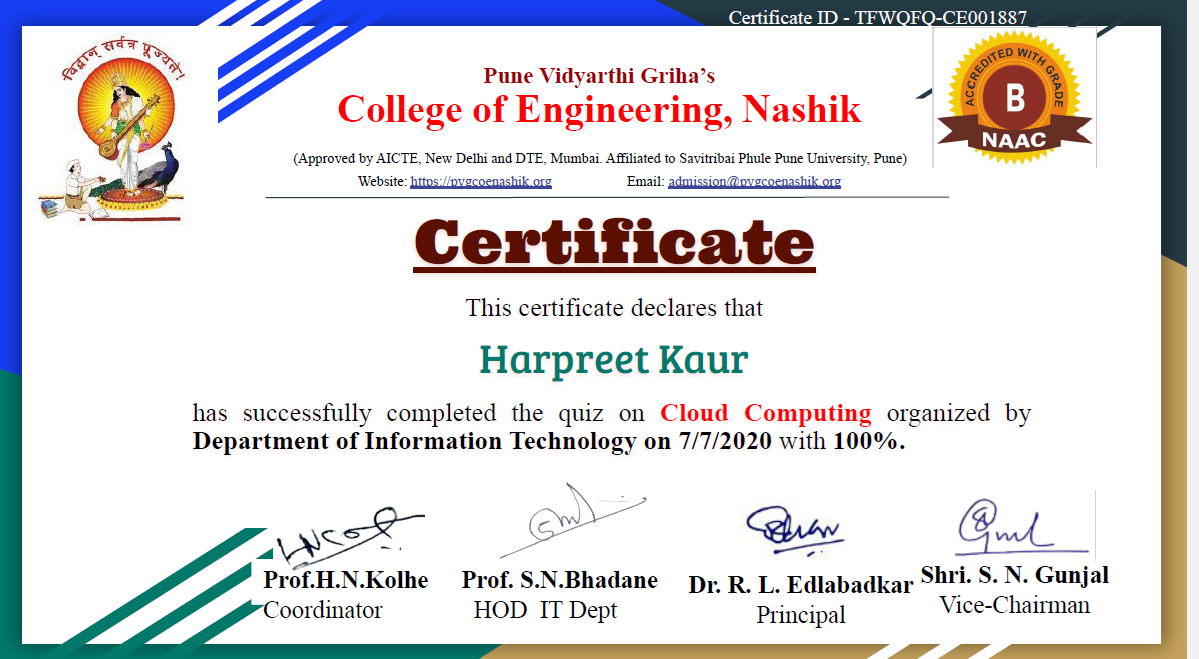 Certificate ID - TFWQFQ-CE001887
विद्वान् सर्वत्र पूज्यते!
ACCREDITED WITH GRADE
B
NAAC
Pune Vidyarthi Griha’s
College of Engineering, Nashik
(Approved by AICTE, New Delhi and DTE, Mumbai. Affiliated to Savitribai Phule Pune University, Pune)
Website: https://pvgcoenashik.org Email: admission@pvgcoenashik.org
Certificate
This certificate declares that
Harpreet Kaur
has successfully completed the quiz on Cloud Computing organized by
Department of Information Technology on 7/7/2020 with 100%.
Prof.H.N.Kolhe Prof. S.N.Bhadane Dr. R. L. Edlabadkar Shri. S. N. Gunjal
Coordinator HOD IT Dept Principal Vice-Chairman